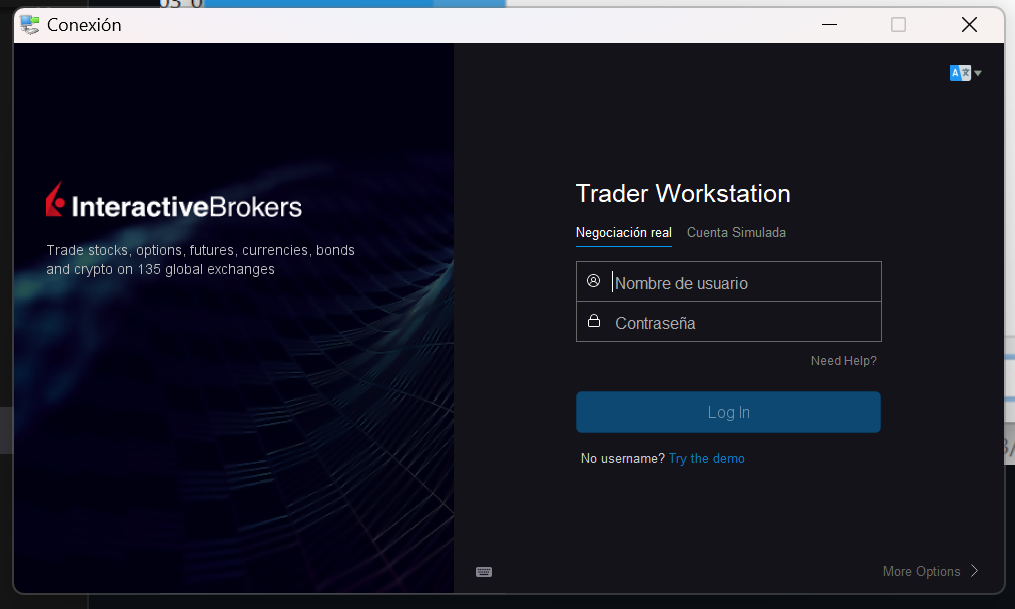 Conexión
InteractiveBrokers
Trade stocks, options, futures, currencies, bonds
and crypto on 135 global exchanges
Trader Workstation
Negociación real
Cuenta Simulada
Nombre de usuario
Contraseña
Need Help?
Log In
No username? Try the demo
More Options